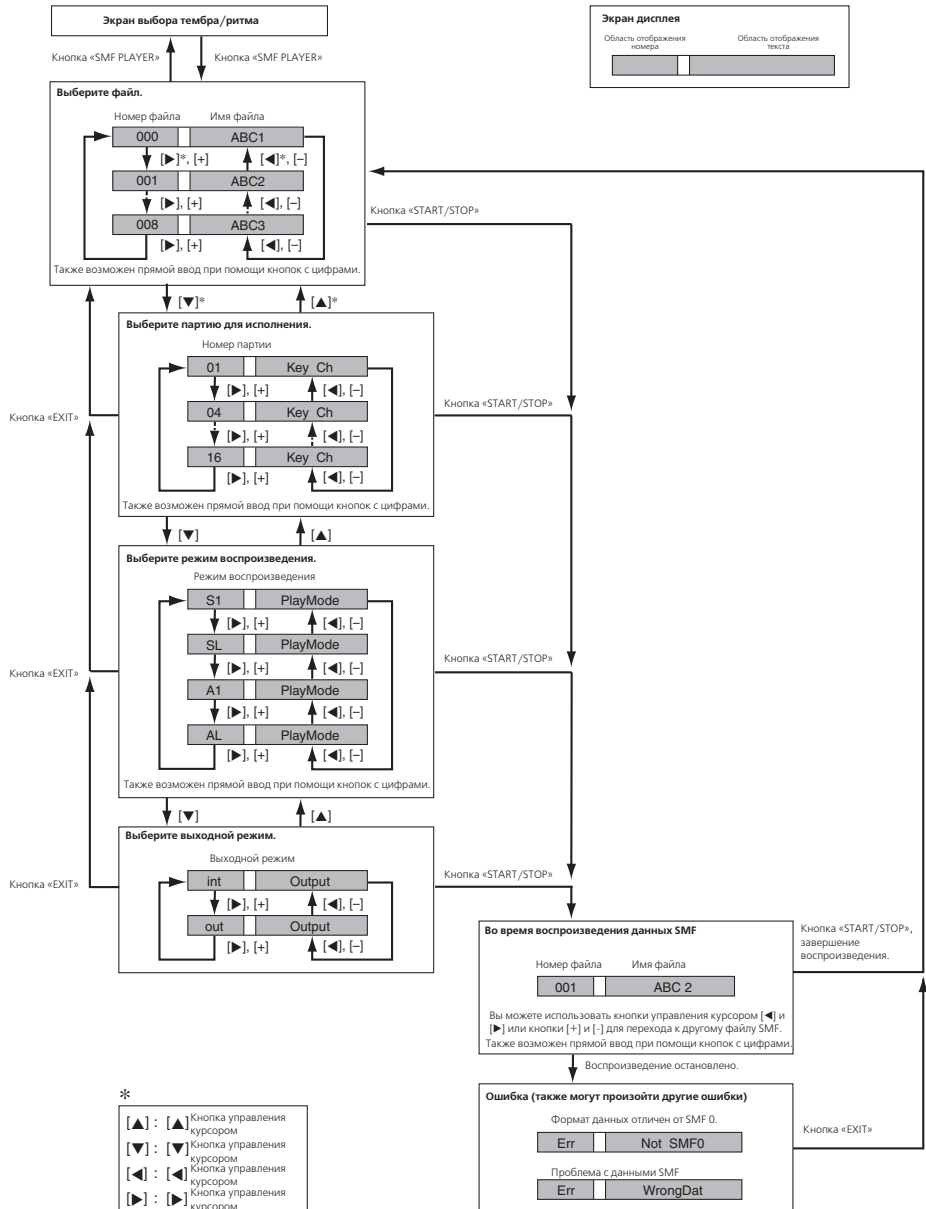 Экран выбора тембра/ритма
Экран дисплея
Область отображения
номера
Область отображения
текста
Кнопка «SMF PLAYER»
Кнопка «SMF PLAYER»
Выберите файл.
Номер файла Имя файла
000 ABC1
[▶]*, [+] [◀]*, [–]
001 ABC2
[▶], [+] [◀], [–]
008 ABC3
[▶], [+] [◀], [–]
Также возможен прямой ввод при помощи кнопок с цифрами.
Кнопка «START/STOP»
[▼]* [▲]*
Выберите партию для исполнения.
Номер партии
01 Key Ch
[▶], [+] [◀], [–]
04 Key Ch
[▶], [+] [◀], [–]
16 Key Ch
[▶], [+] [◀], [–]
Также возможен прямой ввод при помощи кнопок с цифрами.
Кнопка «EXIT»
Кнопка «START/STOP»
[▼] [▲]
Выберите режим воспроизведения.
Режим воспроизведения
S1 PlayMode
[▶], [+] [◀], [–]
SL PlayMode
[▶], [+] [◀], [–]
A1 PlayMode
[▶], [+] [◀], [–]
AL PlayMode
[▶], [+] [◀], [–]
Также возможен прямой ввод при помощи кнопок с цифрами.
Кнопка «EXIT»
Кнопка «START/STOP»
[▼] [▲]
Выберите выходной режим.
Выходной режим
int Output
[▶], [+] [◀], [–]
out Output
[▶], [+] [◀], [–]
Кнопка «EXIT»
Кнопка «START/STOP»
Во время воспроизведения данных SMF
Номер файла Имя файла
001 ABC 2
Вы можете использовать кнопки управления курсором [◀] и
[▶] или кнопки [+] и [-] для перехода к другому файлу SMF.
Также возможен прямой ввод при помощи кнопок с цифрами.
Кнопка «START/STOP»,
завершение
воспроизведения.
Воспроизведение остановлено.
Ошибка (также могут произойти другие ошибки)
Формат данных отличен от SMF 0.
Err Not SMF0
Проблема с данными SMF
Err WrongDat
Кнопка «EXIT»
*
[▲] : [▲] Кнопка управления
курсором
[▼] : [▼] Кнопка управления
курсором
[◀] : [◀] Кнопка управления
курсором
[▶] : [▶] Кнопка управления
курсором